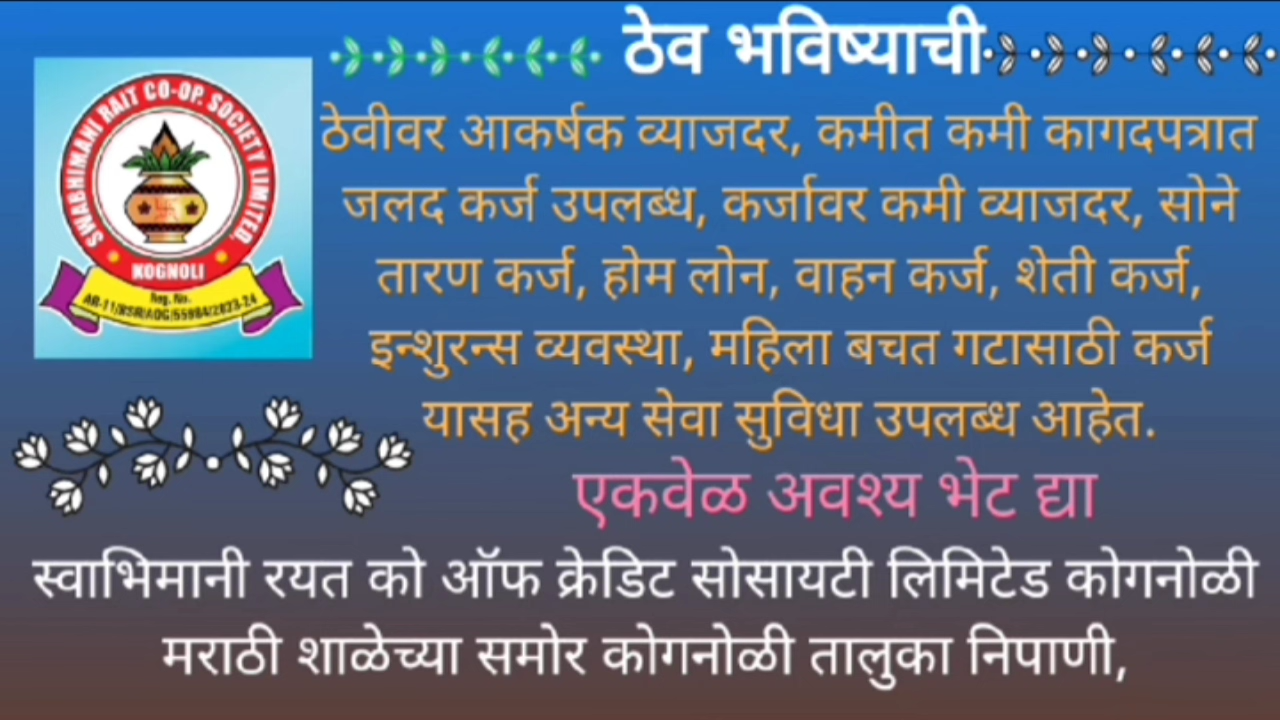 ठेव भविष्याची
SWABHIMANI RAIT CO-OP. SOCIETY LIMITED,
KOGNOLI
Reg. No.
ठेवीवर आकर्षक व्याजदर, कमीत कमी कागदपत्रात
जलद कर्ज उपलब्ध, कर्जावर कमी व्याजदर, सोने
तारण कर्ज, होम लोन, वाहन कर्ज, शेती कर्ज,
इन्शुरन्स व्यवस्था, महिला बचत गटासाठी कर्ज
यासह अन्य सेवा सुविधा उपलब्ध आहेत.
एकवेळ अवश्य भेट द्या
स्वाभिमानी रयत को ऑफ क्रेडिट सोसायटी लिमिटेड कोगनोळी
मराठी शाळेच्या समोर कोगनोळी तालुका निपाणी,